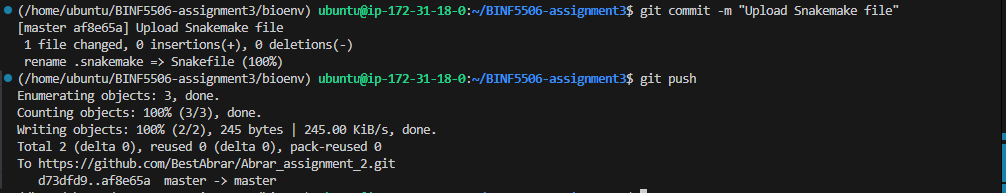 (/home/ubuntu/BINF5506-assignment3/bioenv) ubuntu@ip-172-31-18-0:~/BINF5506-assignment3$ git commit -m "Upload Snakemake file"
[master af8e65a] Upload Snakemake file
 1 file changed, 0 insertions(+), 0 deletions(-)
 rename .snakemake => Snakefile (100%)
(/home/ubuntu/BINF5506-assignment3/bioenv) ubuntu@ip-172-31-18-0:~/BINF5506-assignment3$ git push
Enumerating objects: 3, done.
Counting objects: 100% (3/3), done.
Writing objects: 100% (2/2), 245 bytes | 245.00 KiB/s, done.
Total 2 (delta 0), reused 0 (delta 0), pack-reused 0
To https://github.com/BestAbrar/Abrar_assignment_2.git
   d73dfd9..af8e65a  master -> master